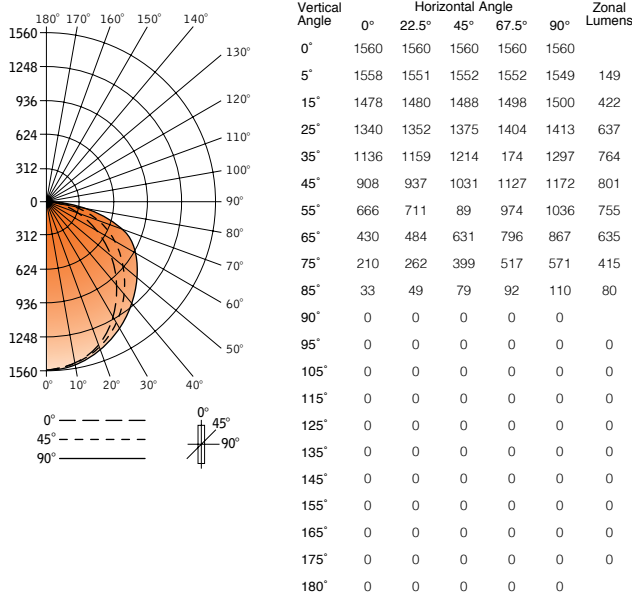 180° 170° 160° 150° 140°
1560
1248
936
624
312
0
312
624
936
1248
1560
130°
120°
110°
100°
90°
80°
70°
60°
50°
0° 10° 20° 30° 40°
0°
45°
90°
0°
45°
90°
Vertical Angle Horizontal Angle Zonal Lumens
0° 22.5° 45° 67.5° 90°
0° 1560 1560 1560 1560 1560
5° 1558 1551 1552 1552 1549 149
15° 1478 1480 1488 1498 1500 422
25° 1340 1352 1375 1404 1413 637
35° 1136 1159 1214 174 1297 764
45° 908 937 1031 1127 1172 801
55° 666 711 89 974 1036 755
65° 430 484 631 796 867 635
75° 210 262 399 517 571 415
85° 33 49 79 92 110 80
90° 0 0 0 0 0
95° 0 0 0 0 0 0
105° 0 0 0 0 0 0
115° 0 0 0 0 0 0
125° 0 0 0 0 0 0
135° 0 0 0 0 0 0
145° 0 0 0 0 0 0
155° 0 0 0 0 0 0
165° 0 0 0 0 0 0
175° 0 0 0 0 0 0
180° 0 0 0 0 0